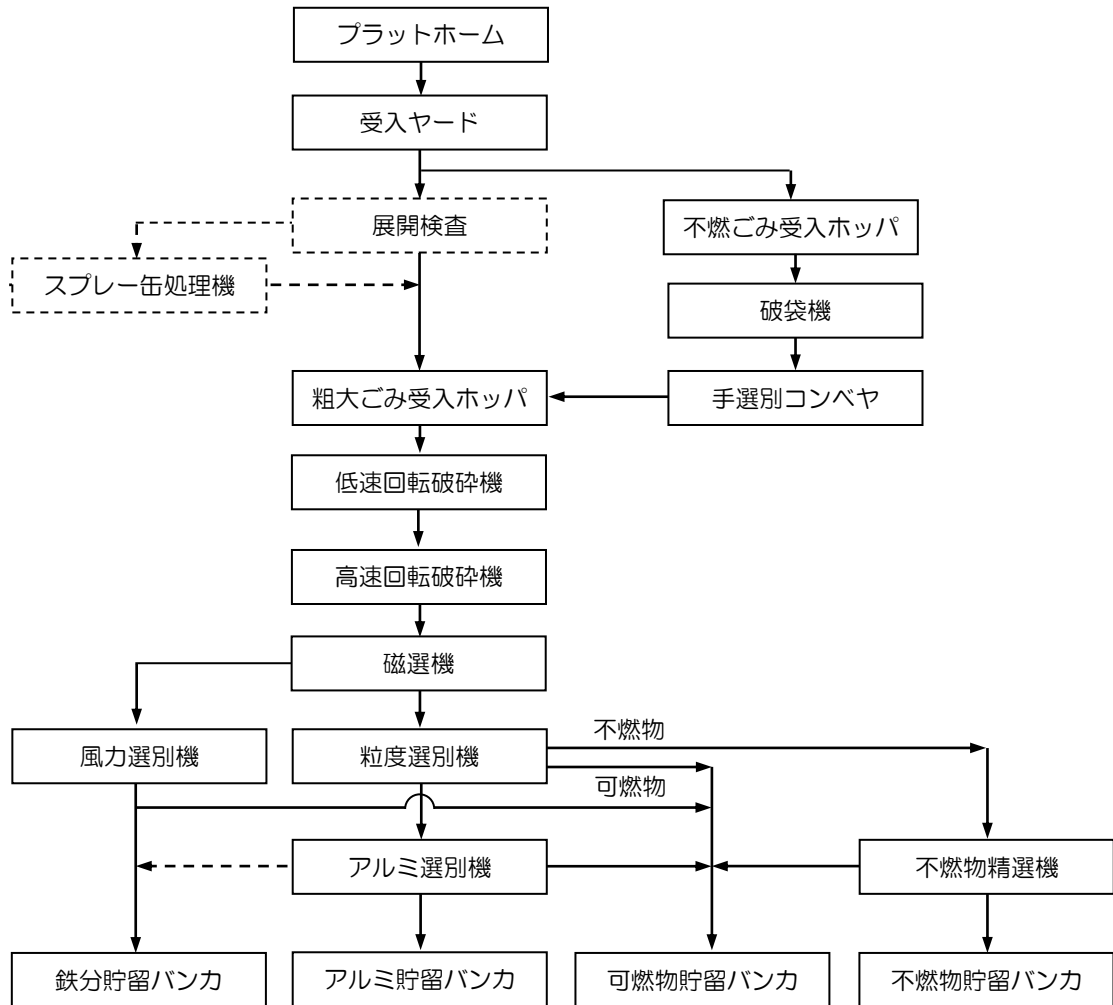 プラットホーム
受入ヤード
展開検査
不燃ごみ受入ホッパ
スプレー缶処理機
破袋機
粗大ごみ受入ホッパ
手選別コンベヤ
低速回転破砕機
高速回転破砕機
磁選機
不燃物
風力選別機
粒度選別機
可燃物
アルミ選別機
不燃物精選機
鉄分貯留バンカ
アルミ貯留バンカ
可燃物貯留バンカ
不燃物貯留バンカ